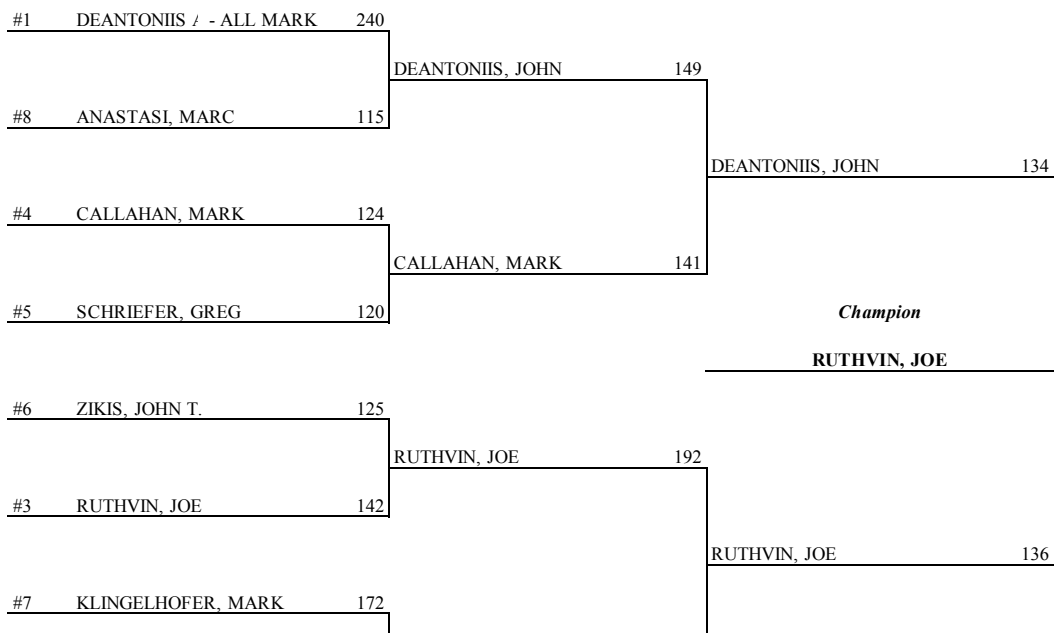 #1 DEANTONIIS - ALL MARK 240
DEANTONIIS, JOHN 149
#8 ANASTASI, MARC 115
DEANTONIIS, JOHN 134
#4 CALLAHAN, MARK 124
CALLAHAN, MARK 141
#5 SCHRIEFER, GREG 120
Champion
RUTHVIN, JOE
#6 ZIKIS, JOHN T. 125
RUTHVIN, JOE 192
#3 RUTHVIN, JOE 142
RUTHVIN, JOE 136
#7 KLINGELHOFER, MARK 172